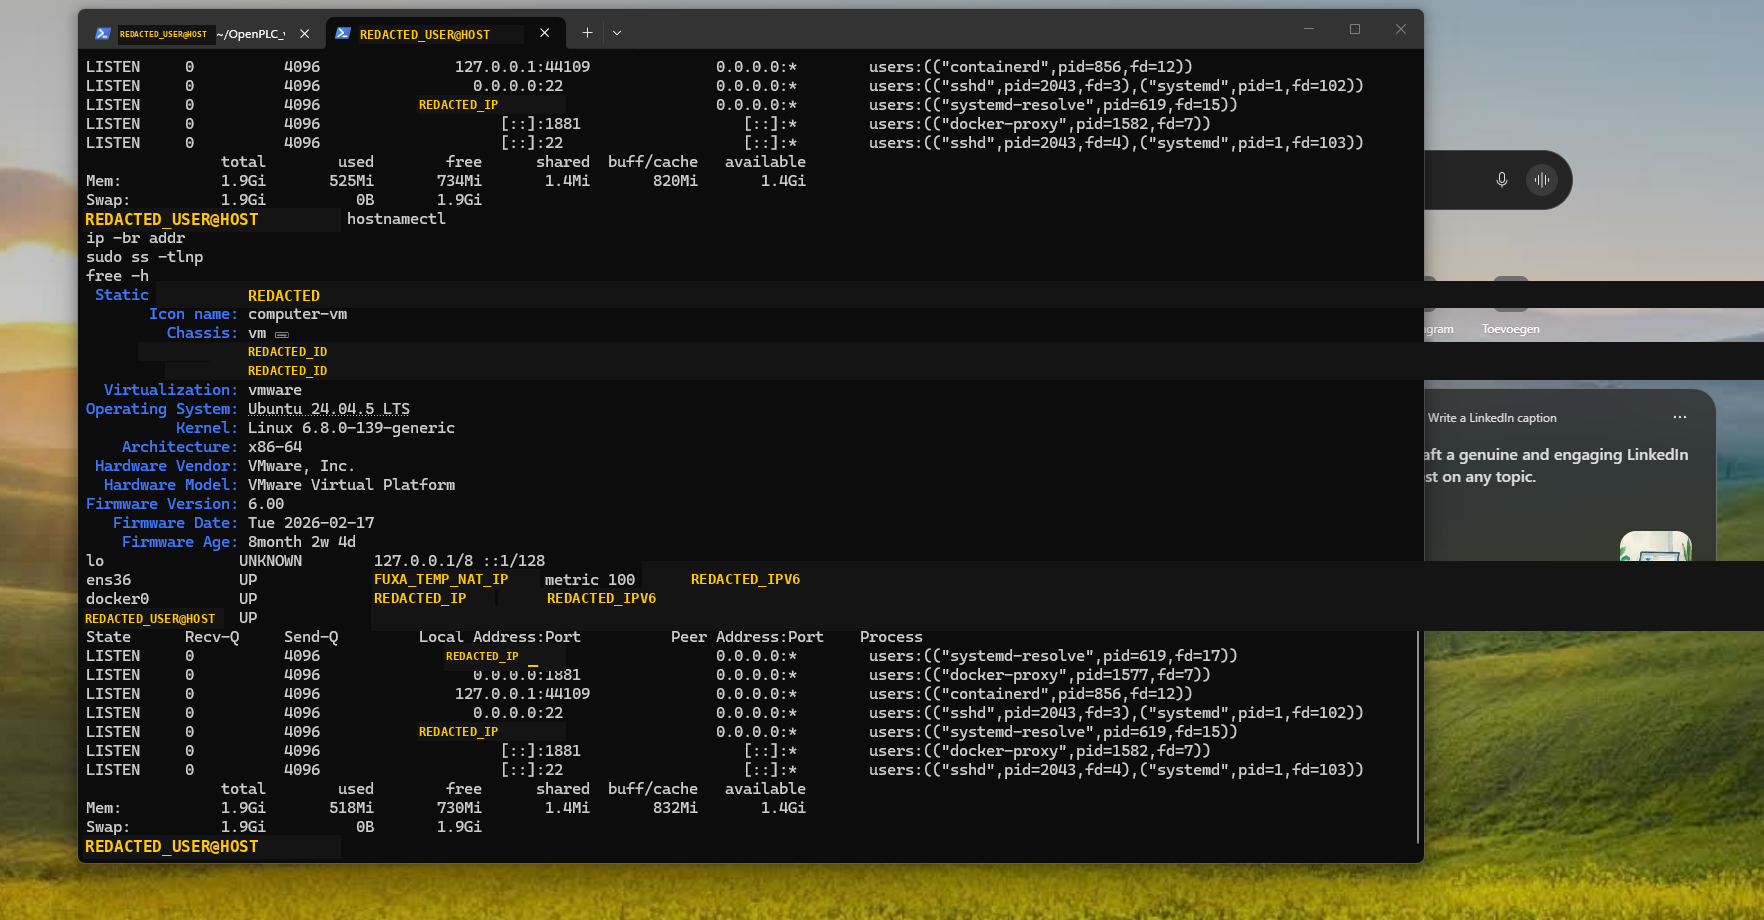 REDACTED_USER@HOST ~/OpenPLC_v
REDACTED_USER@HOST
LISTEN 0 4096 127.0.0.1:44109 0.0.0.0:* users:(("containerd",pid=856,fd=12))
LISTEN 0 4096 0.0.0.0:22 0.0.0.0:* users:(("sshd",pid=2043,fd=3),("systemd",pid=1,fd=102))
LISTEN 0 4096 REDACTED_IP 0.0.0.0:* users:(("systemd-resolve",pid=619,fd=15))
LISTEN 0 4096 [::]:1881 [::]:* users:(("docker-proxy",pid=1582,fd=7))
LISTEN 0 4096 [::]:22 [::]:* users:(("sshd",pid=2043,fd=4),("systemd",pid=1,fd=103))
total used free shared buff/cache available
Mem: 1.9Gi 525Mi 734Mi 1.4Mi 820Mi 1.4Gi
Swap: 1.9Gi 0B 1.9Gi
REDACTED_USER@HOST hostnamectl
ip -br addr
sudo ss -tlnp
free -h
Static REDACTED
Icon name: computer-vm
Chassis: vm
REDACTED_ID
REDACTED_ID
Virtualization: vmware
Operating System: Ubuntu 24.04.5 LTS
Kernel: Linux 6.8.0-139-generic
Architecture: x86-64
Hardware Vendor: VMware, Inc.
Hardware Model: VMware Virtual Platform
Firmware Version: 6.00
Firmware Date: Tue 2026-02-17
Firmware Age: 8month 2w 4d
lo UNKNOWN 127.0.0.1/8 ::1/128
ens36 UP FUXA_TEMP_NAT_IP metric 100 REDACTED_IPV6
docker0 UP REDACTED_IP REDACTED_IPV6
REDACTED_USER@HOST UP
State Recv-Q Send-Q Local Address:Port Peer Address:Port Process
LISTEN 0 4096 REDACTED_IP 0.0.0.0:* users:(("systemd-resolve",pid=619,fd=17))
LISTEN 0 4096 0.0.0.0:1881 0.0.0.0:* users:(("docker-proxy",pid=1577,fd=7))
LISTEN 0 4096 127.0.0.1:44109 0.0.0.0:* users:(("containerd",pid=856,fd=12))
LISTEN 0 4096 0.0.0.0:22 0.0.0.0:* users:(("sshd",pid=2043,fd=3),("systemd",pid=1,fd=102))
LISTEN 0 4096 REDACTED_IP 0.0.0.0:* users:(("systemd-resolve",pid=619,fd=15))
LISTEN 0 4096 [::]:1881 [::]:* users:(("docker-proxy",pid=1582,fd=7))
LISTEN 0 4096 [::]:22 [::]:* users:(("sshd",pid=2043,fd=4),("systemd",pid=1,fd=103))
total used free shared buff/cache available
Mem: 1.9Gi 518Mi 730Mi 1.4Mi 832Mi 1.4Gi
Swap: 1.9Gi 0B 1.9Gi
REDACTED_USER@HOST
gram Toevoegen
Write a LinkedIn caption
aft a genuine and engaging LinkedIn
st on any topic.